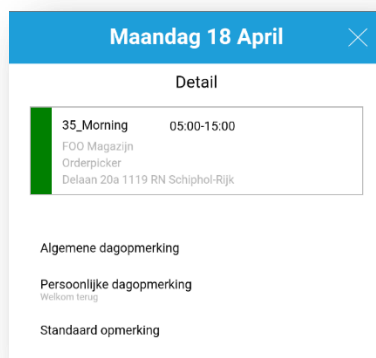 Maandag 18 April
Detail
35_Morning 05:00-15:00
FOO Magazijn
Orderpicker
Delaan 20a 1119 RN Schiphol-Rijk
Algemene dagopmerking
Persoonlijke dagopmerking
Welkom terug
Standaard opmerking